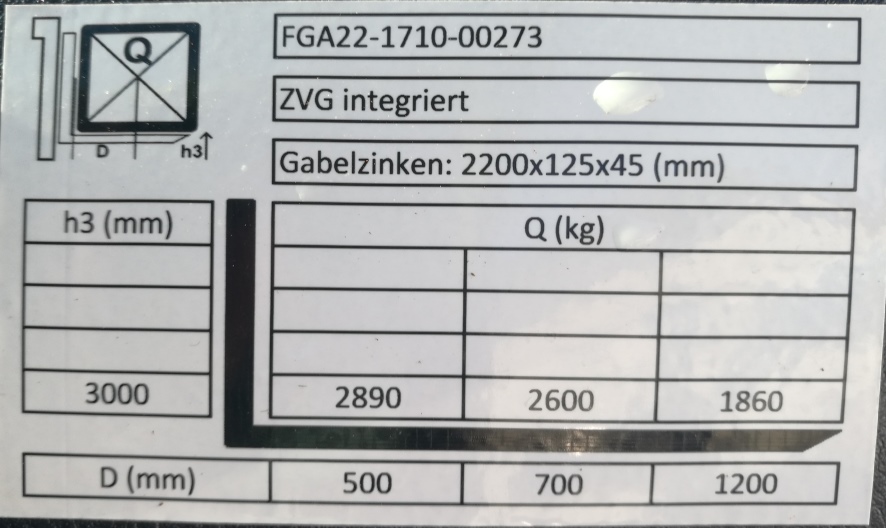 Q
D
h3
FGA22-1710-00273
ZVG integriert
Gabelzinken: 2200x125x45 (mm)
h3 (mm)
Q (kg)
3000 2890 2600 1860
D (mm) 500 700 1200